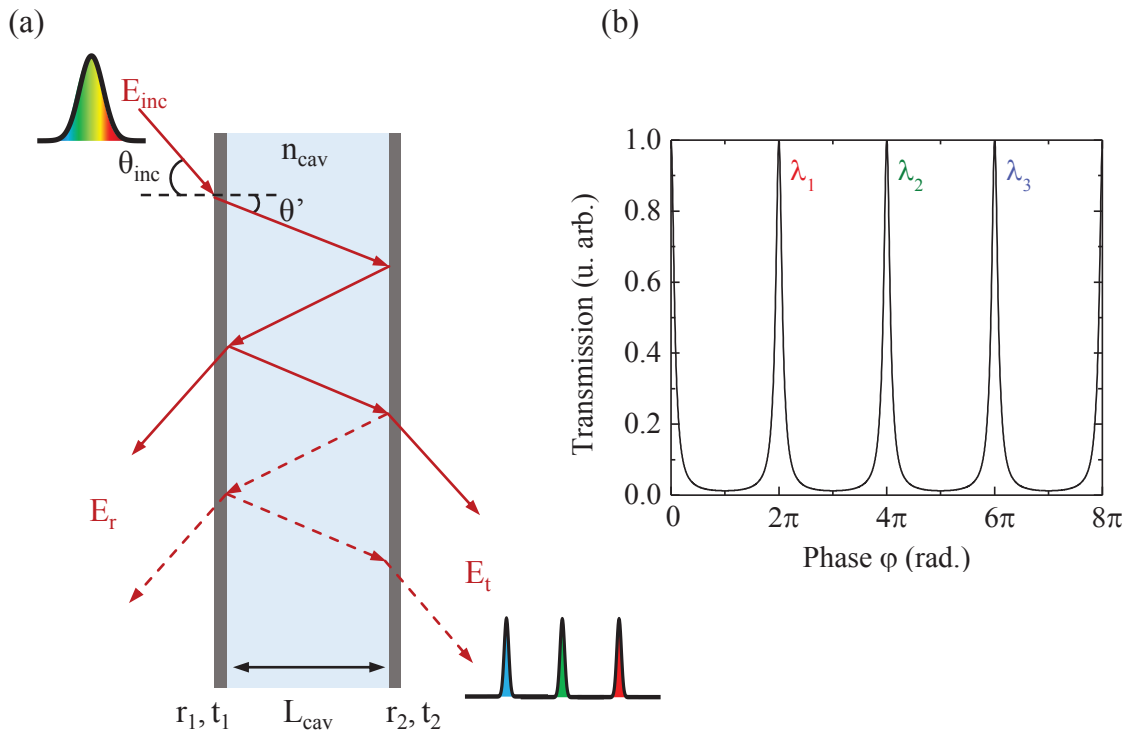 (a)
E_inc
θ_inc
n_cav
θ’
E_r
E_t
r_1, t_1
L_cav
r_2, t_2
(b)
Transmission (u. arb.)
1.0
0.8
0.6
0.4
0.2
0.0
λ_1
λ_2
λ_3
0
2π
4π
6π
8π
Phase φ (rad.)